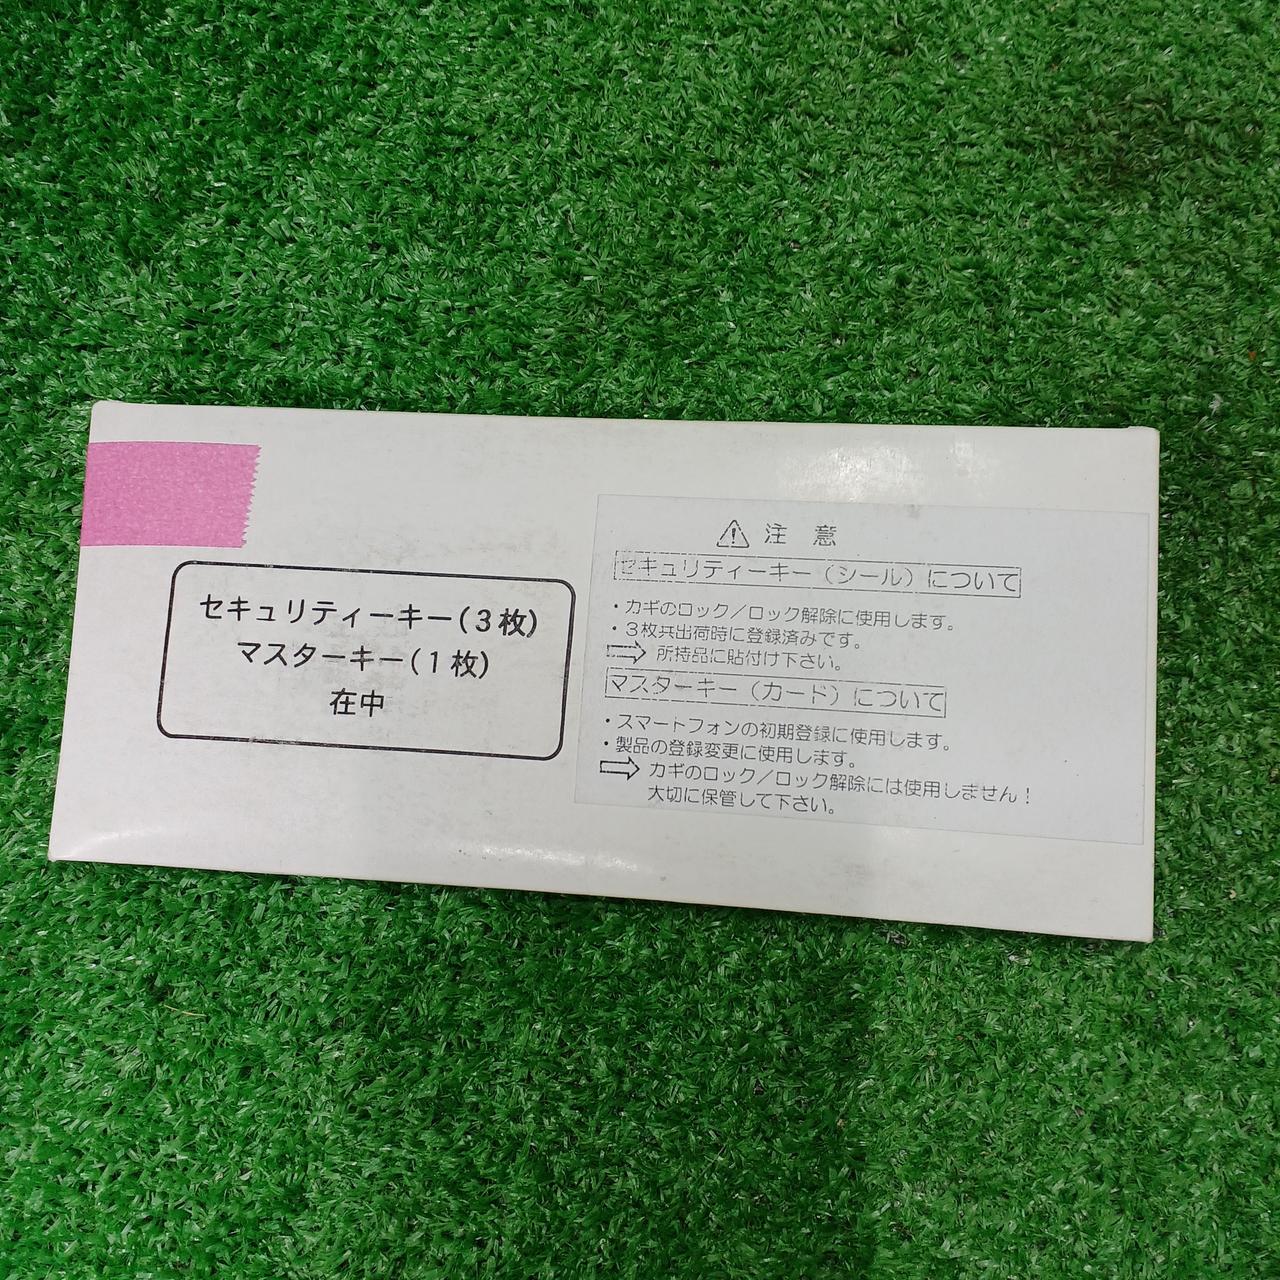 セキュリティーキー(3枚)
マスターキー(1枚)
在中
注 意
セキュリティーキー(シール)について
・カギのロック/ロック解除に使用します。
・3枚共出荷時に登録済みです。
⇨ 所持品に貼付け下さい。
マスターキー(カード)について
・スマートフォンの初期登録に使用します。
・製品の登録変更に使用します。
⇨ カギのロック/ロック解除には使用しません!
大切に保管して下さい。